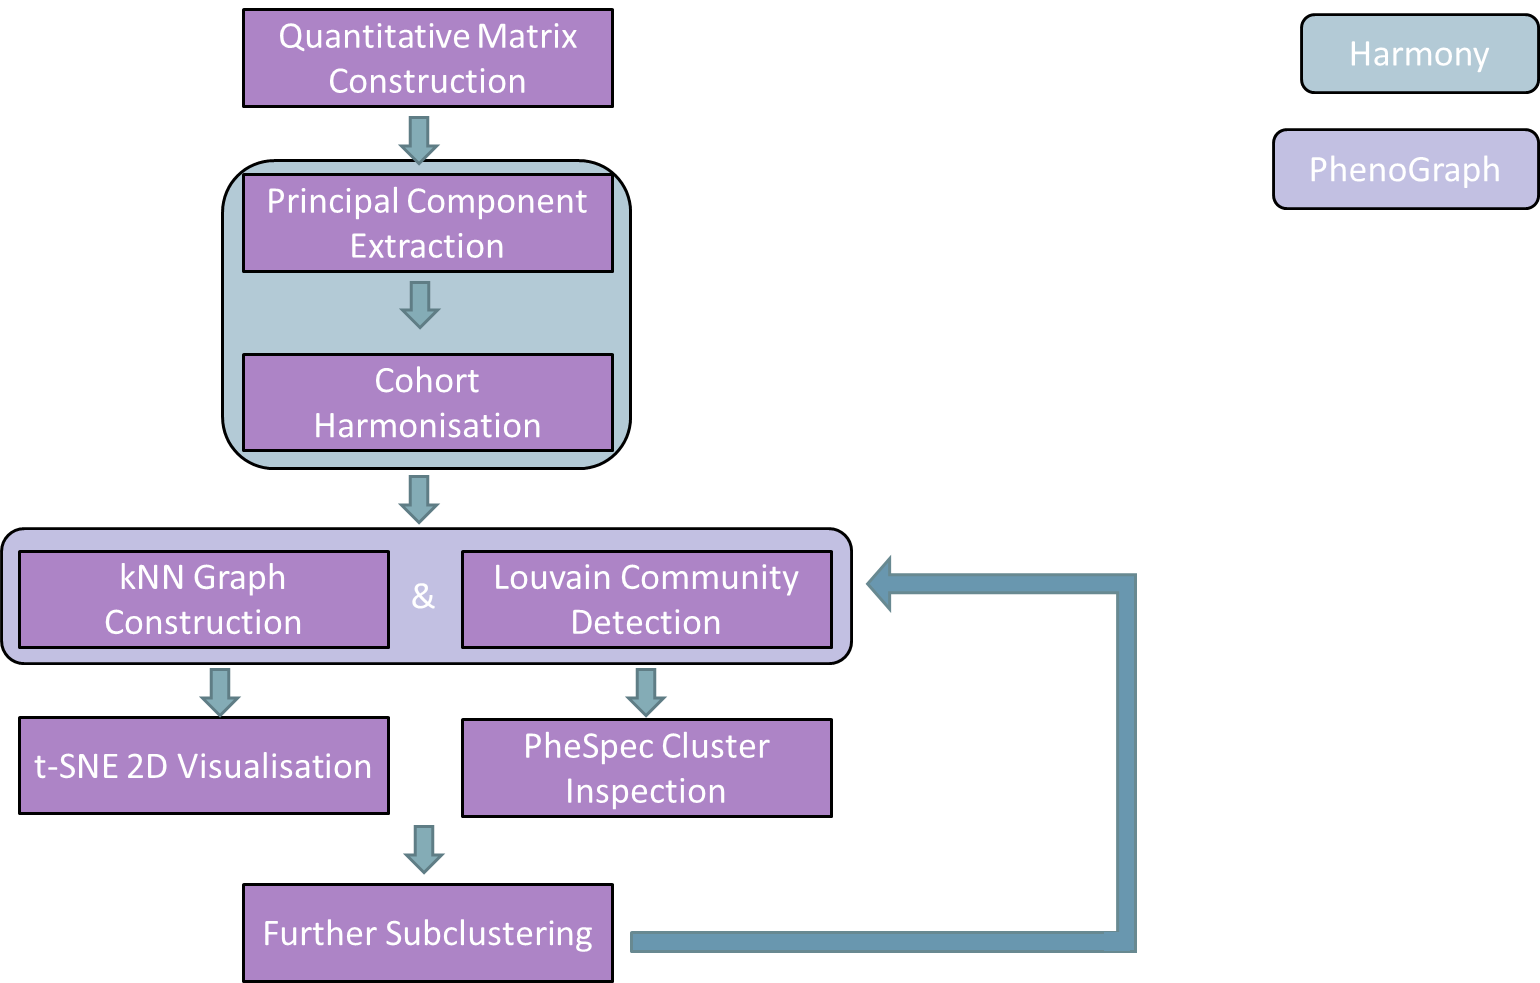 Quantitative Matrix
Construction
Harmony
PhenoGraph
Principal Component
Extraction
Cohort
Harmonisation
kNN Graph
Construction
&
Louvain Community
Detection
t-SNE 2D Visualisation
PheSpec Cluster
Inspection
Further Subclustering